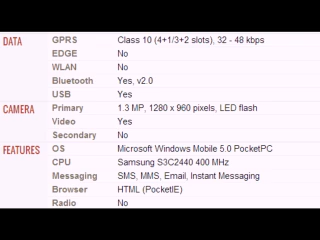 DATA GPRS Class 10 (4+1/3+2 slots), 32 - 48 kbps
EDGE No
WLAN No
Bluetooth Yes, v2.0
USB Yes
CAMERA Primary 1.3 MP, 1280 x 960 pixels, LED flash
Video Yes
Secondary No
FEATURES OS Microsoft Windows Mobile 5.0 PocketPC
CPU Samsung S3C2440 400 MHz
Messaging SMS, MMS, Email, Instant Messaging
Browser HTML (PocketIE)
Radio No